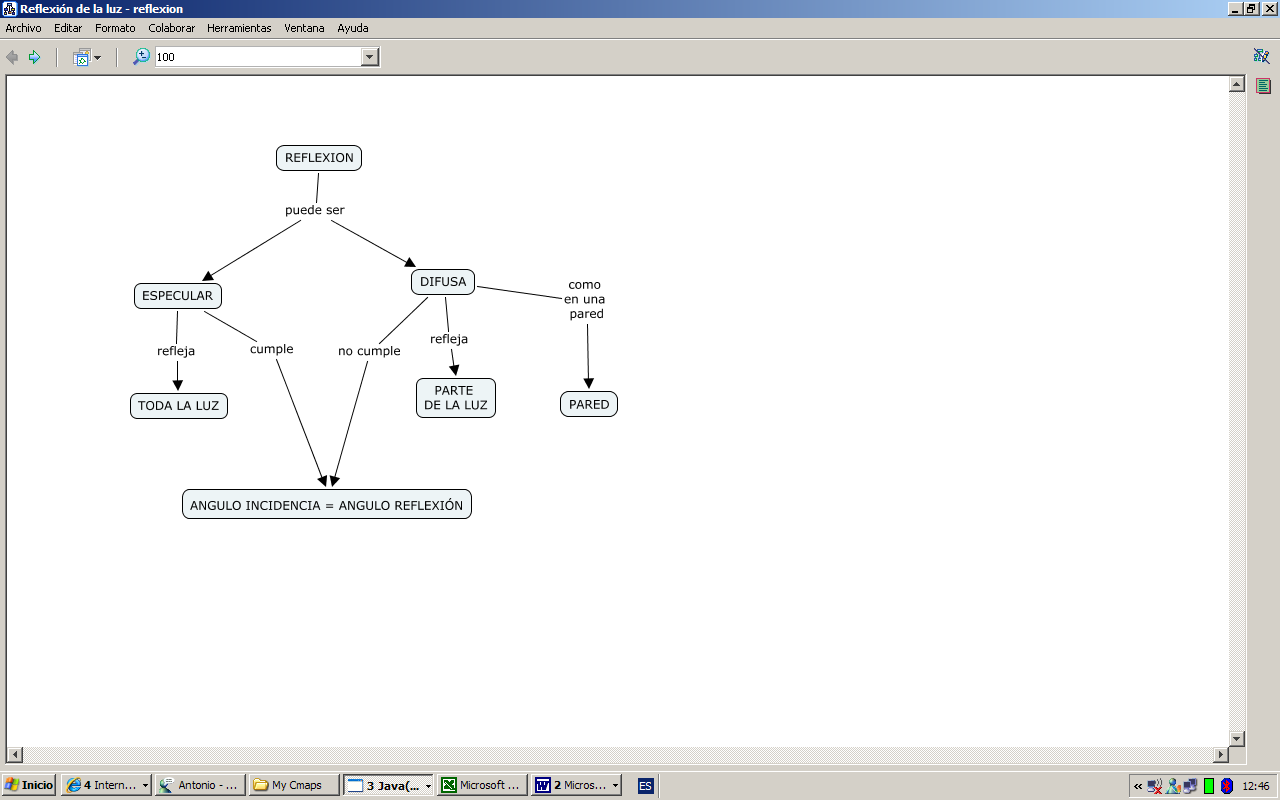 Reflexión de la luz - reflexion
Archivo Editar Formato Colaborar Herramientas Ventana Ayuda
100
REFLEXION
puede ser
ESPECULAR
DIFUSA
como
en una
pared
refleja
cumple
no cumple
refleja
TODA LA LUZ
PARTE
DE LA LUZ
PARED
ANGULO INCIDENCIA = ANGULO REFLEXIÓN
Inicio
4 Intern...
Antonio - ...
My Cmaps
3 Java(...
Microsoft ...
2 Micros...
ES
« 12:46